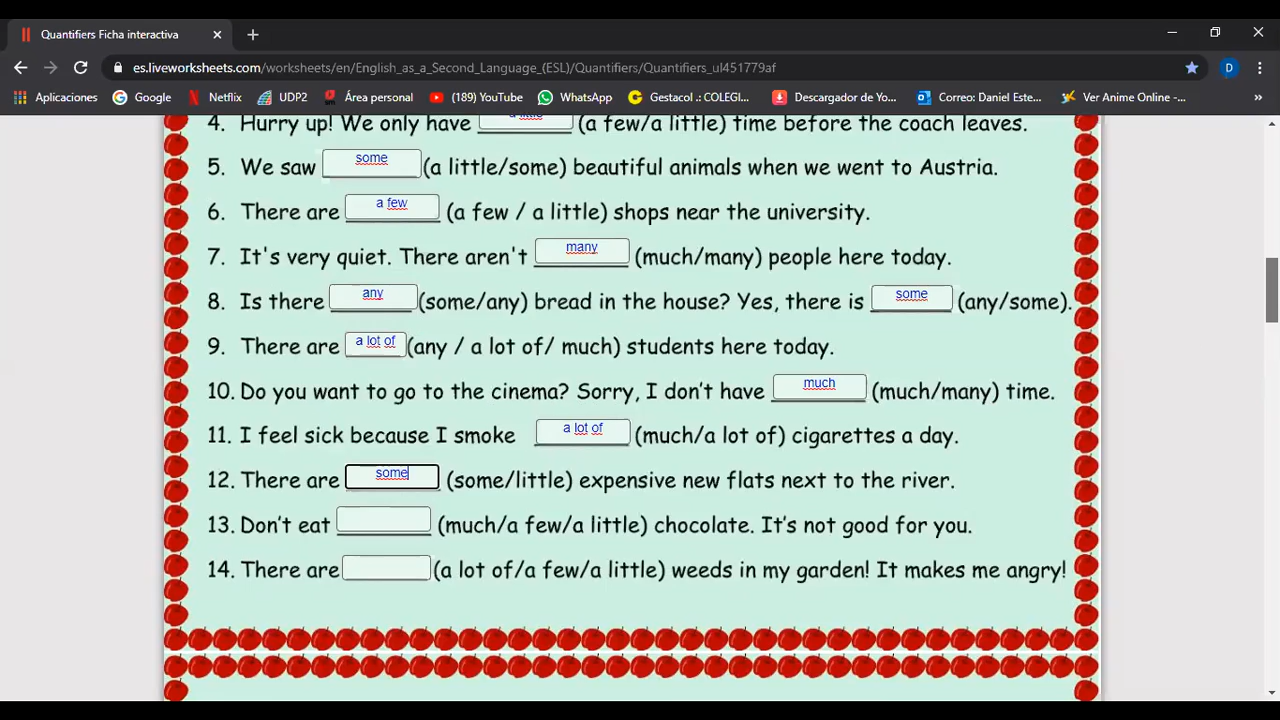 Quantifiers Ficha interactiva
es.liveworksheets.com/worksheets/en/English_as_a_Second_Language_(ESL)/Quantifiers/Quantifiers_ul451779af
D
Aplicaciones Google Netflix UDP2 Área personal (189) YouTube WhatsApp Gestacol .: COLEGI... Descargador de Yo... Correo: Daniel Este... Ver Anime Online -... »
4. Hurry up! We only have a little (a few/a little) time before the coach leaves.
5. We saw some (a little/some) beautiful animals when we went to Austria.
6. There are a few (a few / a little) shops near the university.
7. It's very quiet. There aren't many (much/many) people here today.
8. Is there any (some/any) bread in the house? Yes, there is some (any/some).
9. There are a lot of (any / a lot of/ much) students here today.
10. Do you want to go to the cinema? Sorry, I don't have much (much/many) time.
11. I feel sick because I smoke a lot of (much/a lot of) cigarettes a day.
12. There are some (some/little) expensive new flats next to the river.
13. Don't eat (much/a few/a little) chocolate. It's not good for you.
14. There are (a lot of/a few/a little) weeds in my garden! It makes me angry!